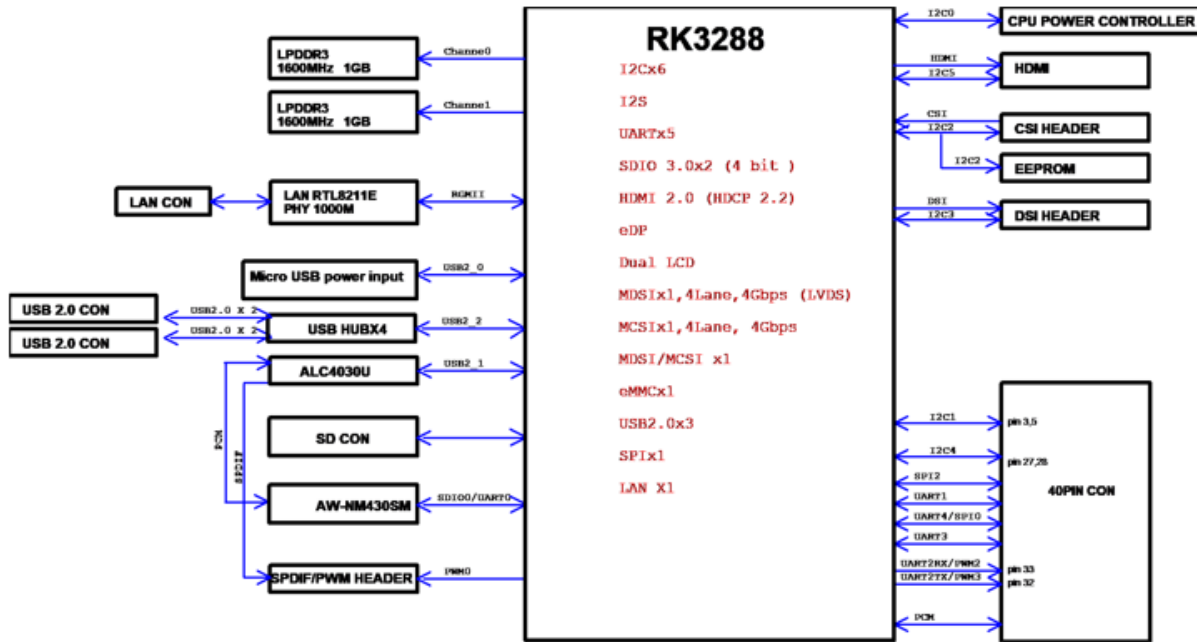 RK3288
I2Cx6
I2S
UARTx5
SDIO 3.0x2 (4 bit )
HDMI 2.0 (HDCP 2.2)
eDP
Dual LCD
MDSIx1,4Lane,4Gbps (LVDS)
MCSIx1,4Lane, 4Gbps
MDSI/MCSI x1
eMMCx1
USB2.0x3
SPIx1
LAN X1
LPDDR3
1600MHz 1GB
Channel0
LPDDR3
1600MHz 1GB
Channel1
LAN CON
LAN RTL8211E
PHY 1000M
RGMII
Micro USB power input
USB2_0
USB 2.0 CON
USB2.0 X 2
USB 2.0 CON
USB2.0 X 2
USB HUBX4
USB2_2
ALC4030U
USB2_1
PCM
SPDIF
SD CON
AW-NM430SM
SDIO0/UART0
SPDIF/PWM HEADER
PWM0
I2C0
CPU POWER CONTROLLER
HDMI
I2C5
HDMI
CSI
I2C2
CSI HEADER
I2C2
EEPROM
DSI
I2C3
DSI HEADER
I2C1
pin 3,5
I2C4
pin 27,28
SPI2
40PIN CON
UART1
UART4/SPI0
UART3
UART2RX/PWM2
pin 33
UART2TX/PWM3
pin 32
PCM